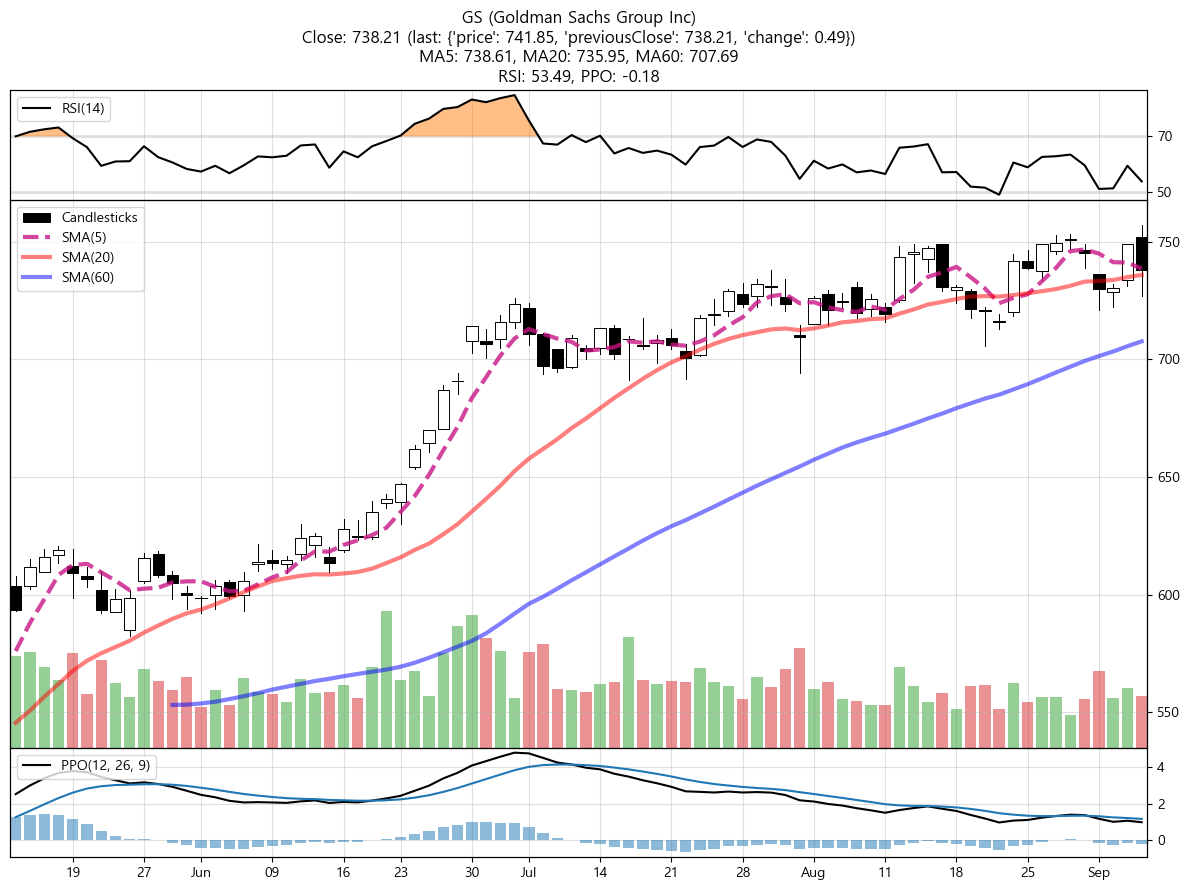 GS (Goldman Sachs Group Inc)
Close: 738.21 (last: {'price': 741.85, 'previousClose': 738.21, 'change': 0.49})
MA5: 738.61, MA20: 735.95, MA60: 707.69
RSI: 53.49, PPO: -0.18
RSI(14)
70
50
Candlesticks
SMA(5)
SMA(20)
SMA(60)
750
700
650
600
550
PPO(12, 26, 9)
4
2
0
19 27 Jun 09 16 23 30 Jul 14 21 28 Aug 11 18 25 Sep